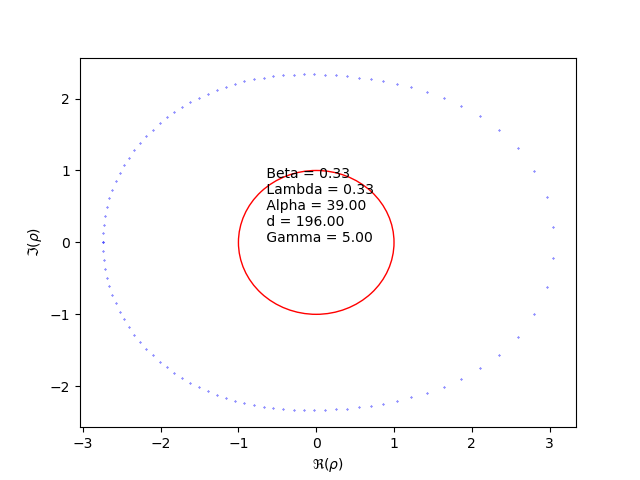 2
1
0
−1
−2
ℑ(ρ)
Beta = 0.33
Lambda = 0.33
Alpha = 39.00
d = 196.00
Gamma = 5.00
−3 −2 −1 0 1 2 3
ℜ(ρ)